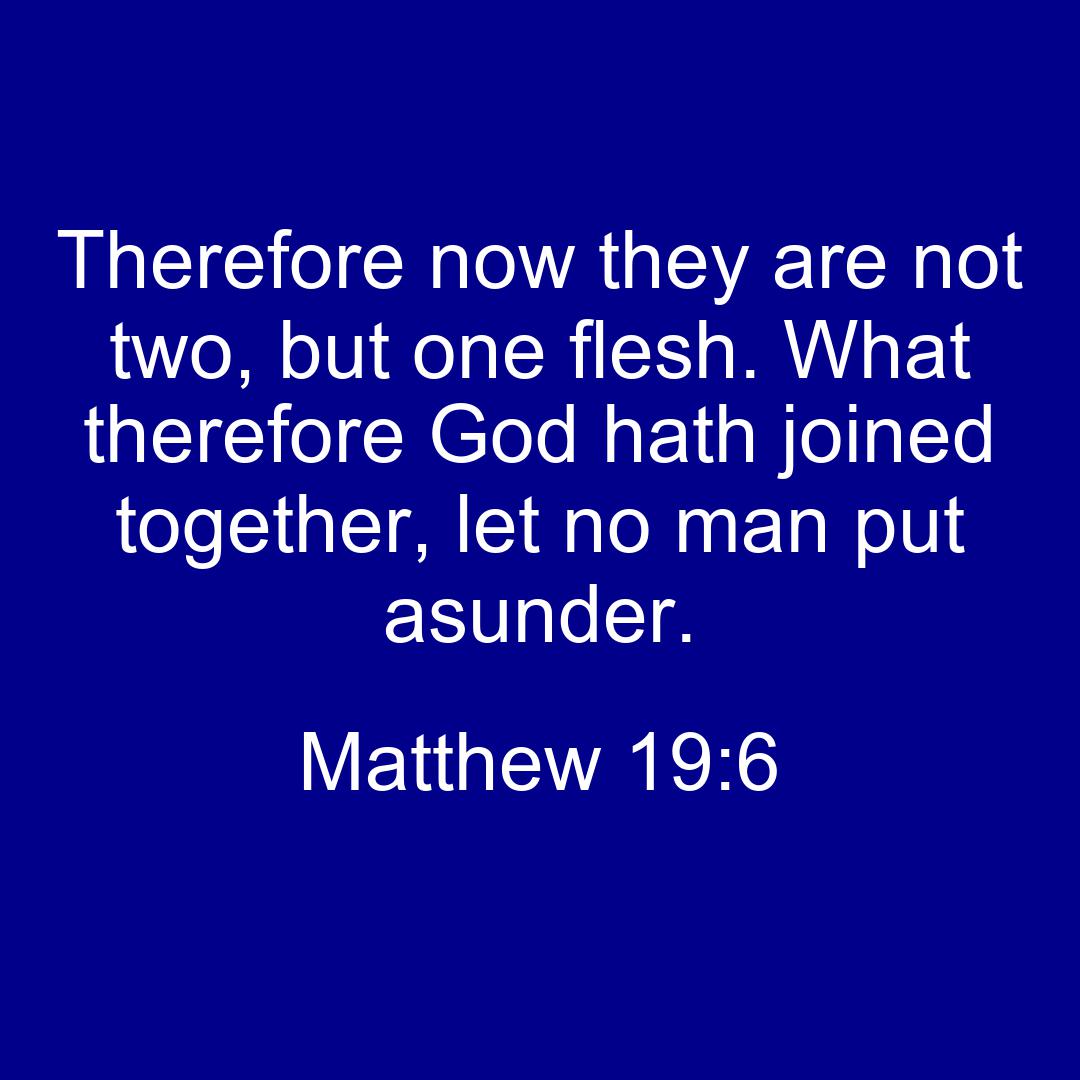 Therefore now they are not
two, but one flesh. What
therefore God hath joined
together, let no man put
asunder.
Matthew 19:6